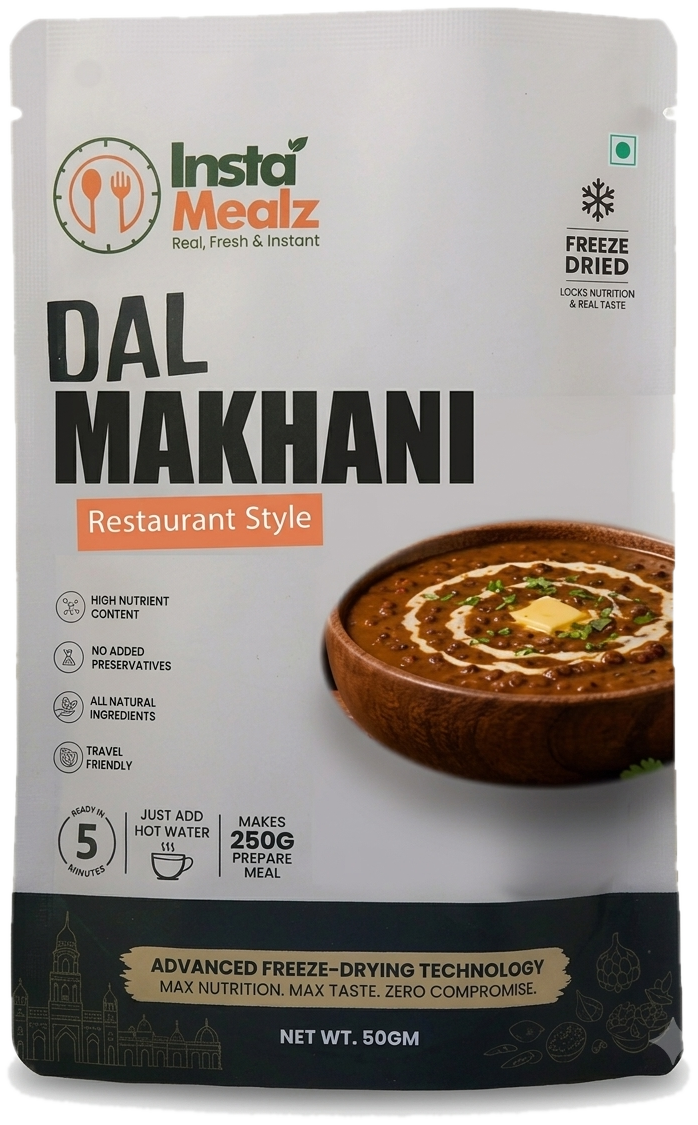 Insta
Mealz
Real, Fresh & Instant
FREEZE
DRIED
LOCKS NUTRITION
& REAL TASTE
DAL
MAKHANI
Restaurant Style
HIGH NUTRIENT
CONTENT
NO ADDED
PRESERVATIVES
ALL NATURAL
INGREDIENTS
TRAVEL
FRIENDLY
READY IN
5
MINUTES
JUST ADD
HOT WATER
MAKES
250G
PREPARE
MEAL
ADVANCED FREEZE-DRYING TECHNOLOGY
MAX NUTRITION. MAX TASTE. ZERO COMPROMISE.
NET WT. 50GM